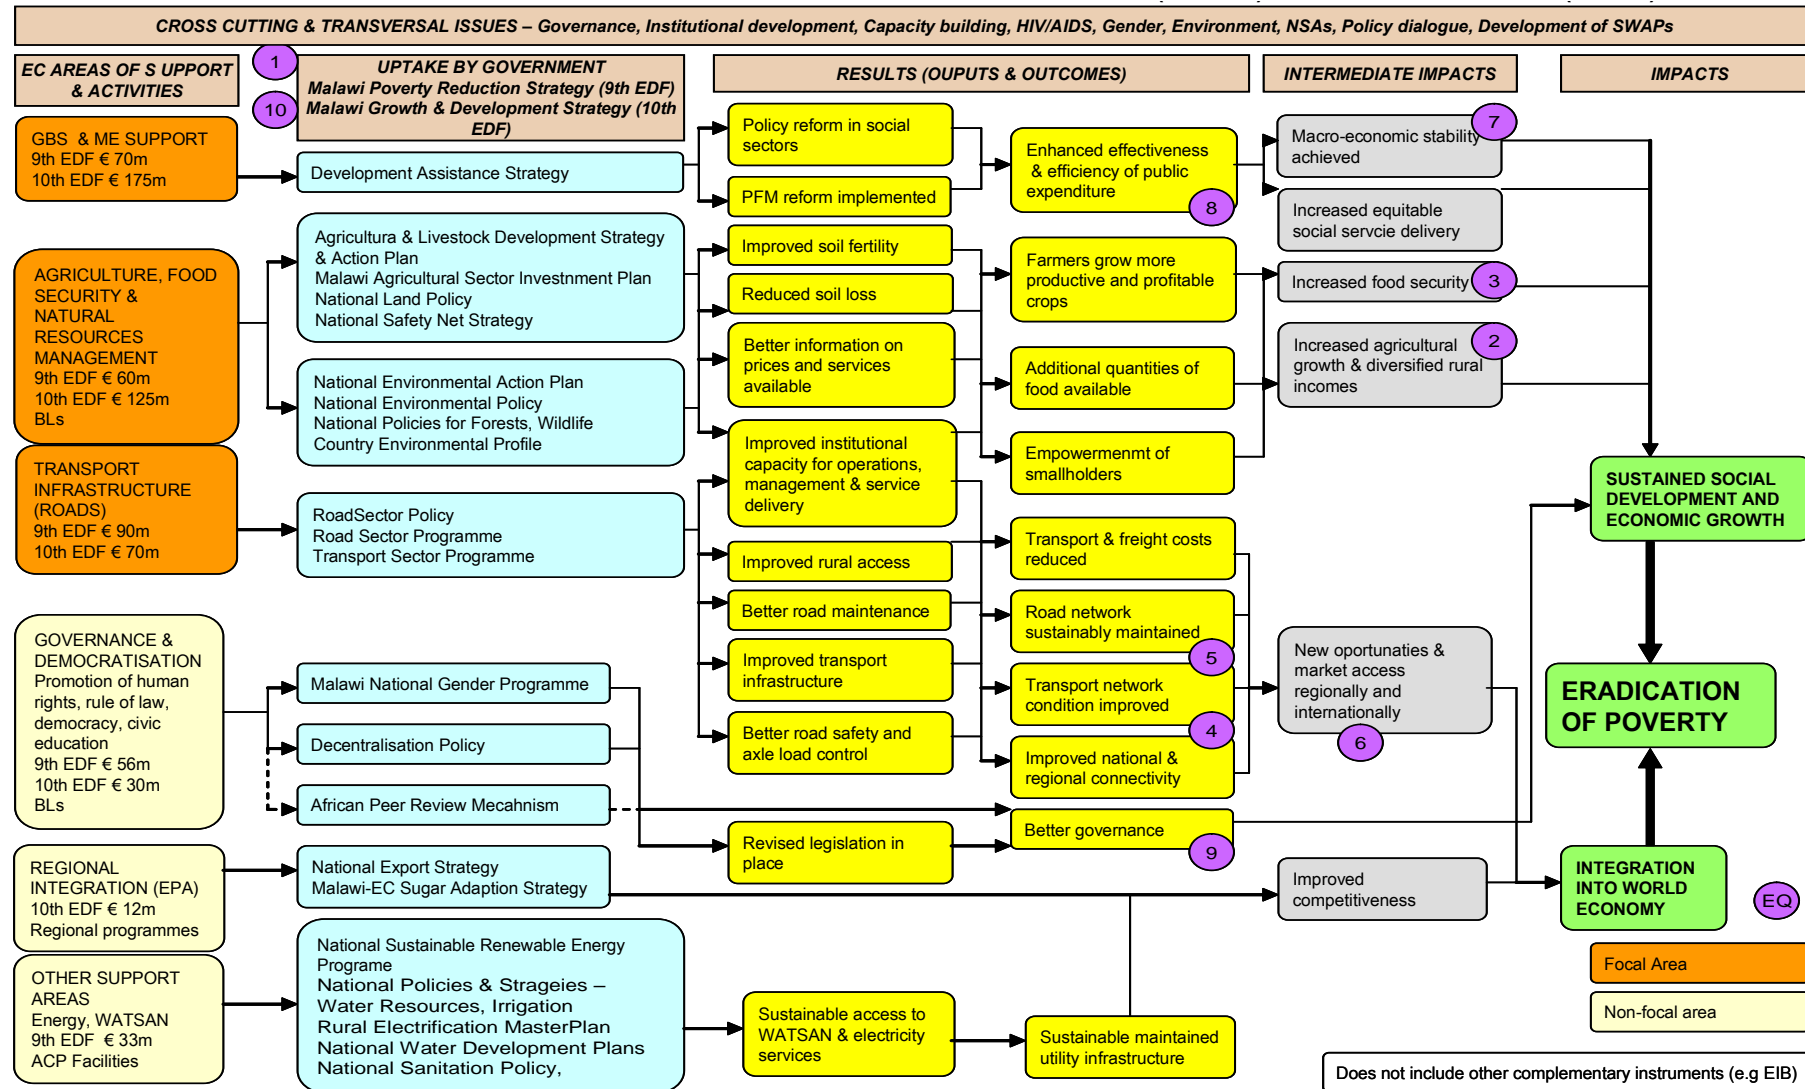 CROSS CUTTING & TRANSVERSAL ISSUES – Governance, Institutional development, Capacity building, HIV/AIDS, Gender, Environment, NSAs, Policy dialogue, Development of SWAPs
EC AREAS OF S UPPORT
& ACTIVITIES
1
10
UPTAKE BY GOVERNMENT
Malawi Poverty Reduction Strategy (9th EDF)
Malawi Growth & Development Strategy (10th
EDF)
RESULTS (OUPUTS & OUTCOMES)
INTERMEDIATE IMPACTS
IMPACTS
GBS & ME SUPPORT
9th EDF € 70m
10th EDF € 175m
Development Assistance Strategy
Policy reform in social
sectors
PFM reform implemented
Enhanced effectiveness
& efficiency of public
expenditure
8
Macro-economic stability
achieved
7
Increased equitable
social servcie delivery
AGRICULTURE, FOOD
SECURITY &
NATURAL
RESOURCES
MANAGEMENT
9th EDF € 60m
10th EDF € 125m
BLs
Agricultura & Livestock Development Strategy
& Action Plan
Malawi Agricultural Sector Investnment Plan
National Land Policy
National Safety Net Strategy
National Environmental Action Plan
National Environmental Policy
National Policies for Forests, Wildlife
Country Environmental Profile
Improved soil fertility
Reduced soil loss
Better information on
prices and services
available
Improved institutional
capacity for operations,
management & service
delivery
Farmers grow more
productive and profitable
crops
Additional quantities of
food available
Empowermenmt of
smallholders
Increased food security
3
Increased agricultural
growth & diversified rural
incomes
2
TRANSPORT
INFRASTRUCTURE
(ROADS)
9th EDF € 90m
10th EDF € 70m
RoadSector Policy
Road Sector Programme
Transport Sector Programme
Improved rural access
Better road maintenance
Improved transport
infrastructure
Better road safety and
axle load control
Transport & freight costs
reduced
Road network
sustainably maintained
5
Transport network
condition improved
4
Improved national &
regional connectivity
New oportunaties &
market access
regionally and
internationally
6
SUSTAINED SOCIAL
DEVELOPMENT AND
ECONOMIC GROWTH
ERADICATION
OF POVERTY
GOVERNANCE &
DEMOCRATISATION
Promotion of human
rights, rule of law,
democracy, civic
education
9th EDF € 56m
10th EDF € 30m
BLs
Malawi National Gender Programme
Decentralisation Policy
African Peer Review Mecahnism
Revised legislation in
place
Better governance
9
REGIONAL
INTEGRATION (EPA)
10th EDF € 12m
Regional programmes
National Export Strategy
Malawi-EC Sugar Adaption Strategy
Improved
competitiveness
INTEGRATION
INTO WORLD
ECONOMY
EQ
OTHER SUPPORT
AREAS
Energy, WATSAN
9th EDF € 33m
ACP Facilities
National Sustainable Renewable Energy
Programe
National Policies & Strageies –
Water Resources, Irrigation
Rural Electrification MasterPlan
National Water Development Plans
National Sanitation Policy,
Sustainable access to
WATSAN & electricity
services
Sustainable maintained
utility infrastructure
Focal Area
Non-focal area
Does not include other complementary instruments (e.g EIB)